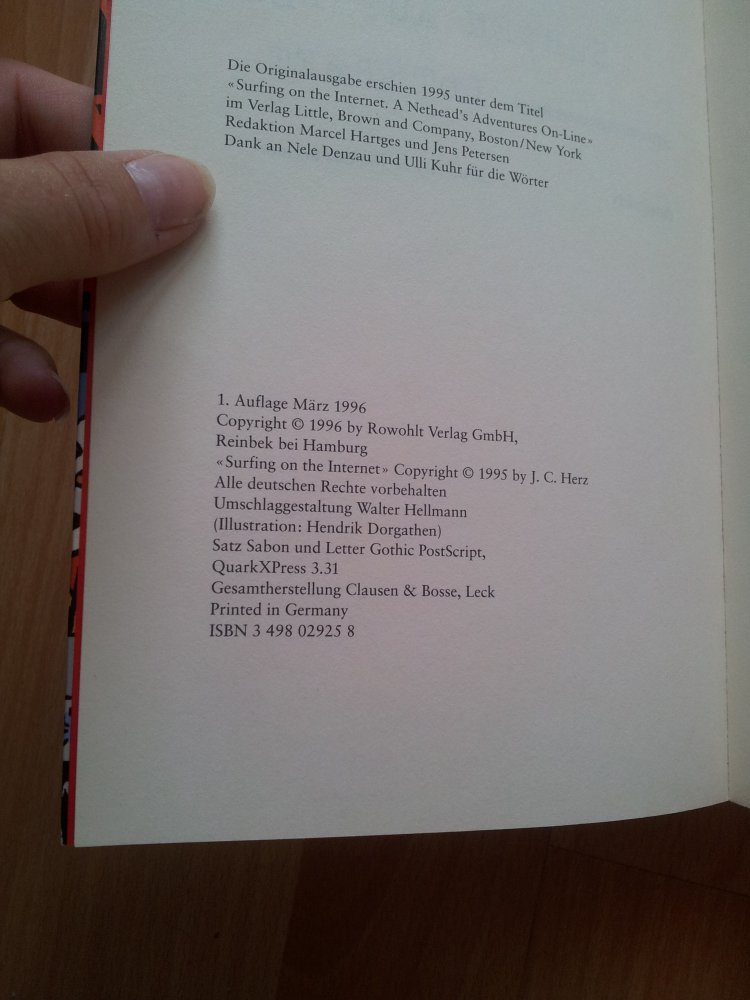 Die Originalausgabe erschien 1995 unter dem Titel
«Surfing on the Internet. A Nethead's Adventures On-Line»
im Verlag Little, Brown and Company, Boston/New York
Redaktion Marcel Hartges und Jens Petersen
Dank an Nele Denzau und Ulli Kuhr für die Wörter
1. Auflage März 1996
Copyright © 1996 by Rowohlt Verlag GmbH,
Reinbek bei Hamburg
«Surfing on the Internet» Copyright © 1995 by J. C. Herz
Alle deutschen Rechte vorbehalten
Umschlaggestaltung Walter Hellmann
(Illustration: Hendrik Dorgathen)
Satz Sabon und Letter Gothic PostScript,
QuarkXPress 3.31
Gesamtherstellung Clausen & Bosse, Leck
Printed in Germany
ISBN 3 498 02925 8